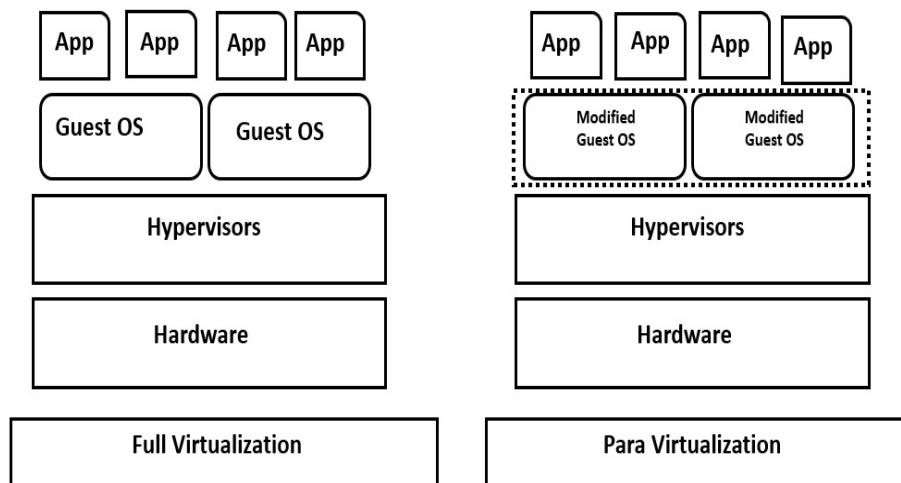 App App App App
Guest OS Guest OS
Hypervisors
Hardware
Full Virtualization
App App App App
Modified
Guest OS
Modified
Guest OS
Hypervisors
Hardware
Para Virtualization